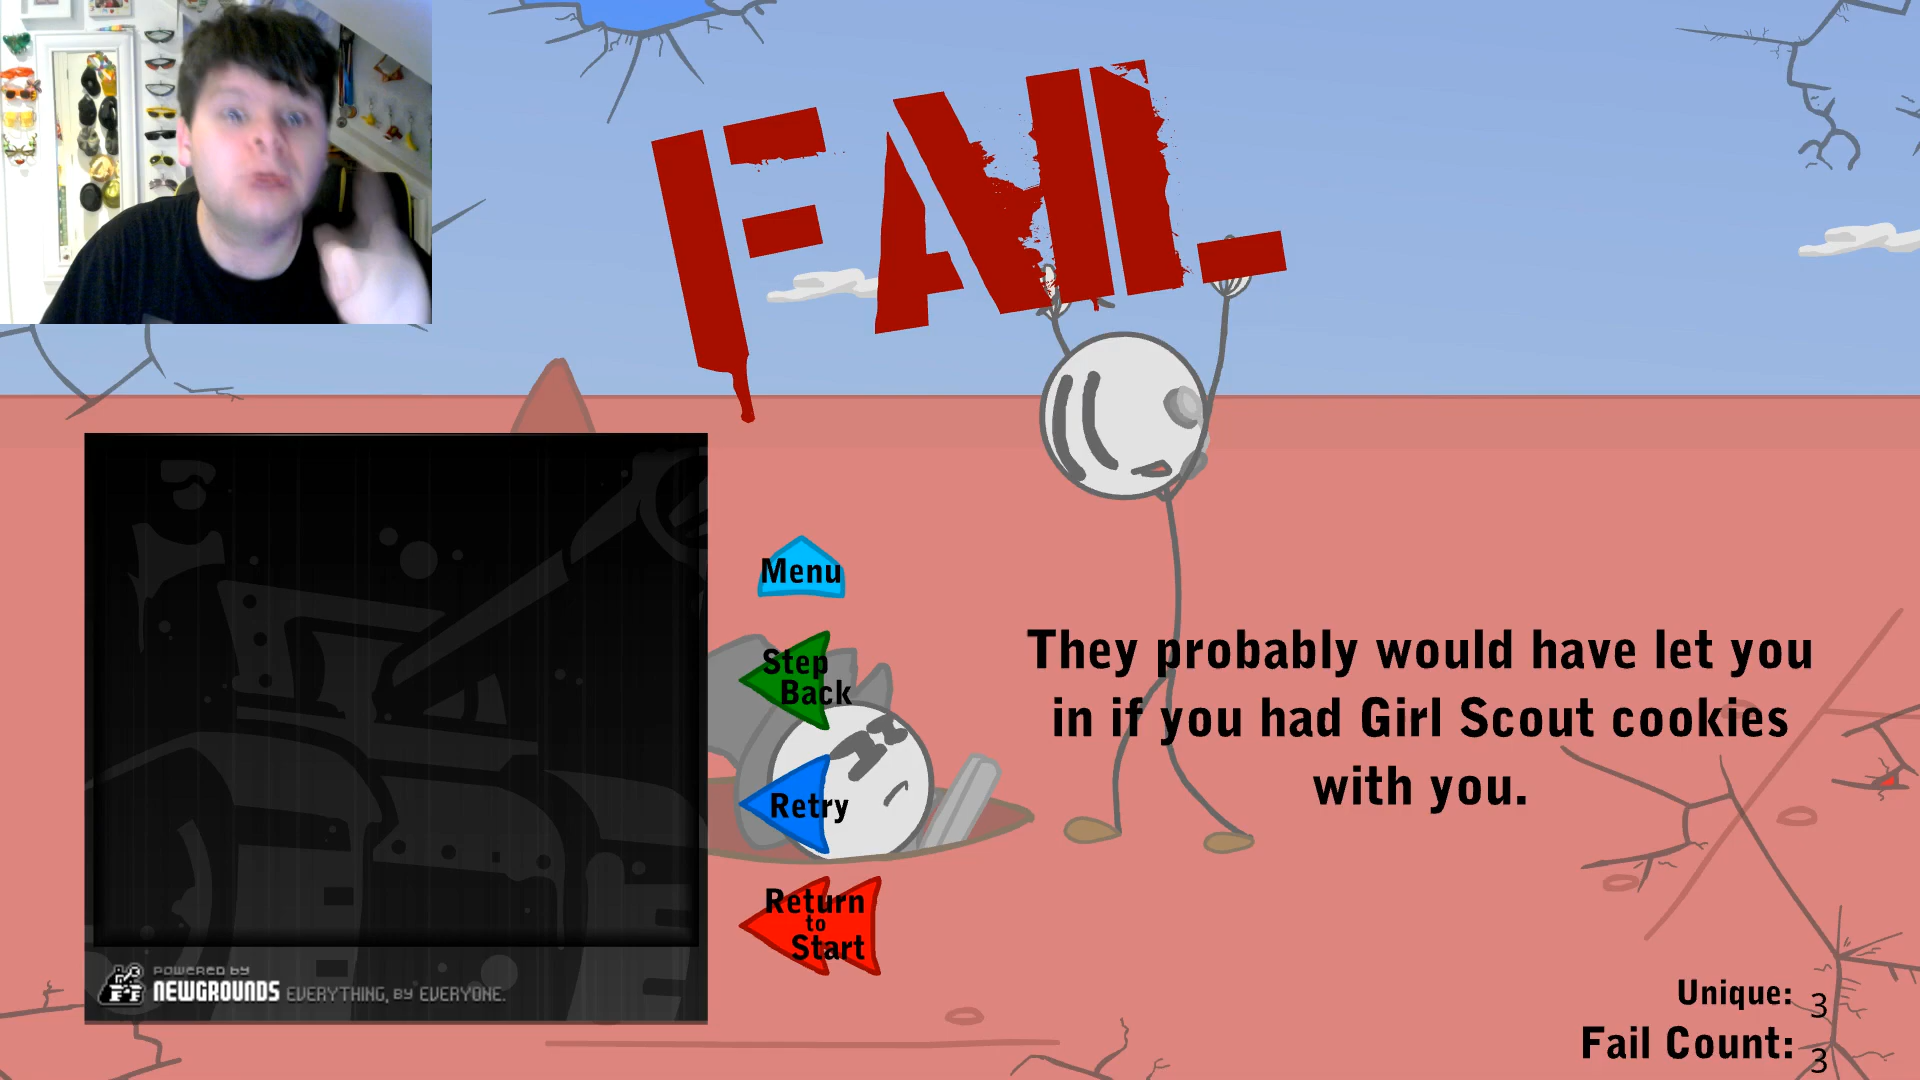 FAIL
Menu
Step
Back
Retry
Return
to
Start
They probably would have let you
in if you had Girl Scout cookies
with you.
POWERED BY
NEWGROUNDS EVERYTHING, BY EVERYONE.
Unique: 3
Fail Count: 3